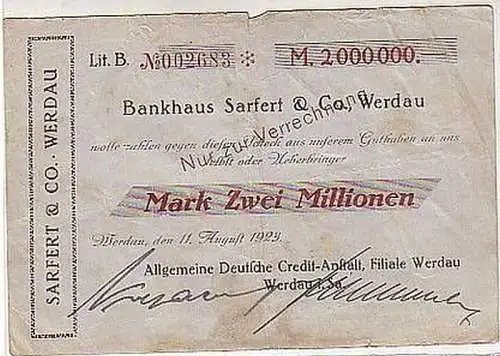 SARFERT & CO. · WERDAU
Lit. B. №002683 * M. 2000000.
Bankhaus Sarfert & Co., Werdau
wolle zahlen gegen diesen Scheck aus unserem Guthaben an uns
selbst oder Ueberbringer
Nur zur Verrechnung
Mark Zwei Millionen
Werdau, den 11. August 1923.
Allgemeine Deutsche Credit-Anstalt, Filiale Werdau
Werdau i. Sa.